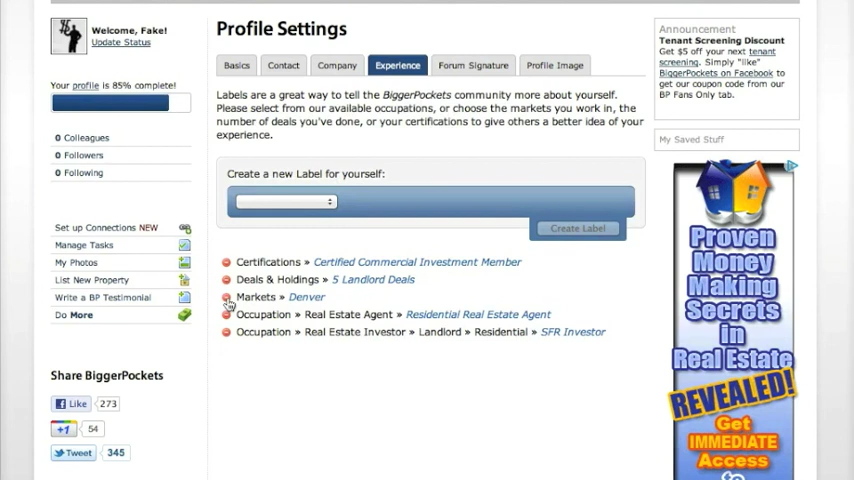 Welcome, Fake!
Update Status
Your profile is 85% complete!
0 Colleagues
0 Followers
0 Following
Set up Connections NEW
Manage Tasks
My Photos
List New Property
Write a BP Testimonial
Do More
Share BiggerPockets
Like 273
+1 54
Tweet 345
Profile Settings
Basics
Contact
Company
Experience
Forum Signature
Profile Image
Labels are a great way to tell the BiggerPockets community more about yourself.
Please select from our available occupations, or choose the markets you work in, the
number of deals you've done, or your certifications to give others a better idea of your
experience.
Create a new Label for yourself:
Create Label
Certifications » Certified Commercial Investment Member
Deals & Holdings » 5 Landlord Deals
Markets » Denver
Occupation » Real Estate Agent » Residential Real Estate Agent
Occupation » Real Estate Investor » Landlord » Residential » SFR Investor
Announcement
Tenant Screening Discount
Get $5 off your next tenant
screening. Simply "like"
BiggerPockets on Facebook to
get our coupon code from our
BP Fans Only tab.
My Saved Stuff
Proven
Money
Making
Secrets
in
Real Estate
REVEALED!
Get
IMMEDIATE
Access
to